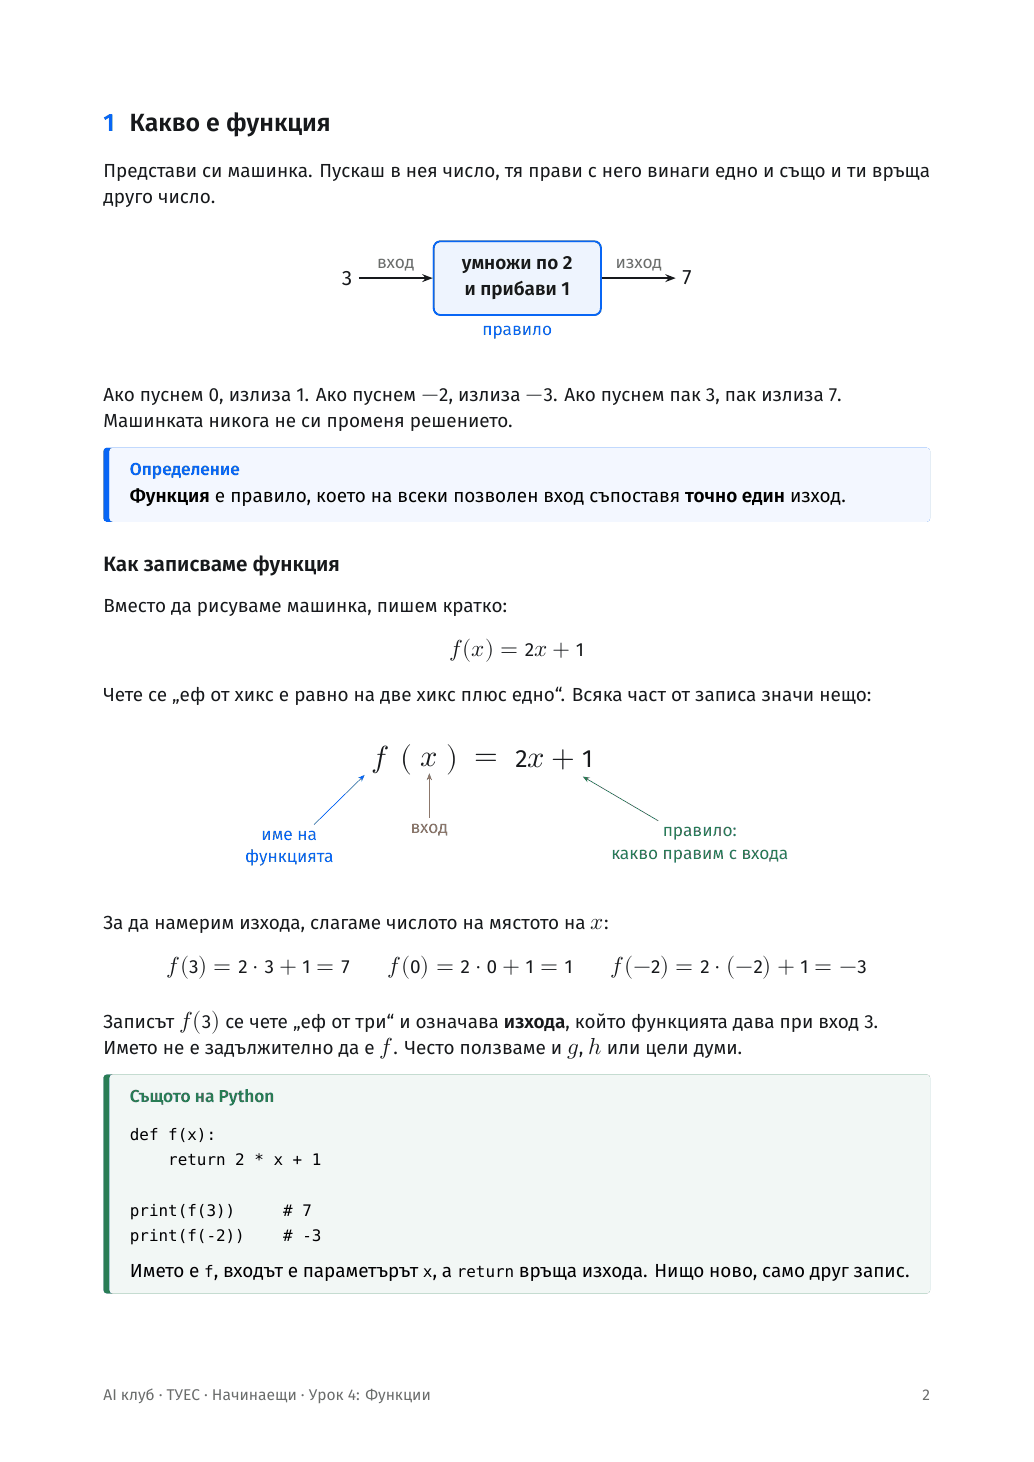 1 Какво е функция
Представи си машинка. Пускаш в нея число, тя прави с него винаги едно и също и ти връща
друго число.
3 вход умножи по 2 изход 7
и прибави 1
правило
Ако пуснем 0, излиза 1. Ако пуснем −2, излиза −3. Ако пуснем пак 3, пак излиза 7.
Машинката никога не си променя решението.
Определение
Функция е правило, което на всеки позволен вход съпоставя точно един изход.
Как записваме функция
Вместо да рисуваме машинка, пишем кратко:
f(x) = 2x + 1
Чете се „еф от хикс е равно на две хикс плюс едно“. Всяка част от записа значи нещо:
f ( x ) = 2x + 1
име на
функцията
вход
правило:
какво правим с входа
За да намерим изхода, слагаме числото на мястото на x:
f(3) = 2 · 3 + 1 = 7 f(0) = 2 · 0 + 1 = 1 f(−2) = 2 · (−2) + 1 = −3
Записът f(3) се чете „еф от три“ и означава изхода, който функцията дава при вход 3.
Името не е задължително да е f. Често ползваме и g, h или цели думи.
Същото на Python
def f(x):
    return 2 * x + 1
print(f(3))     # 7
print(f(-2))    # -3
Името е f, входът е параметърът x, а return връща изхода. Нищо ново, само друг запис.
AI клуб · ТУЕС · Начинаещи · Урок 4: Функции 2